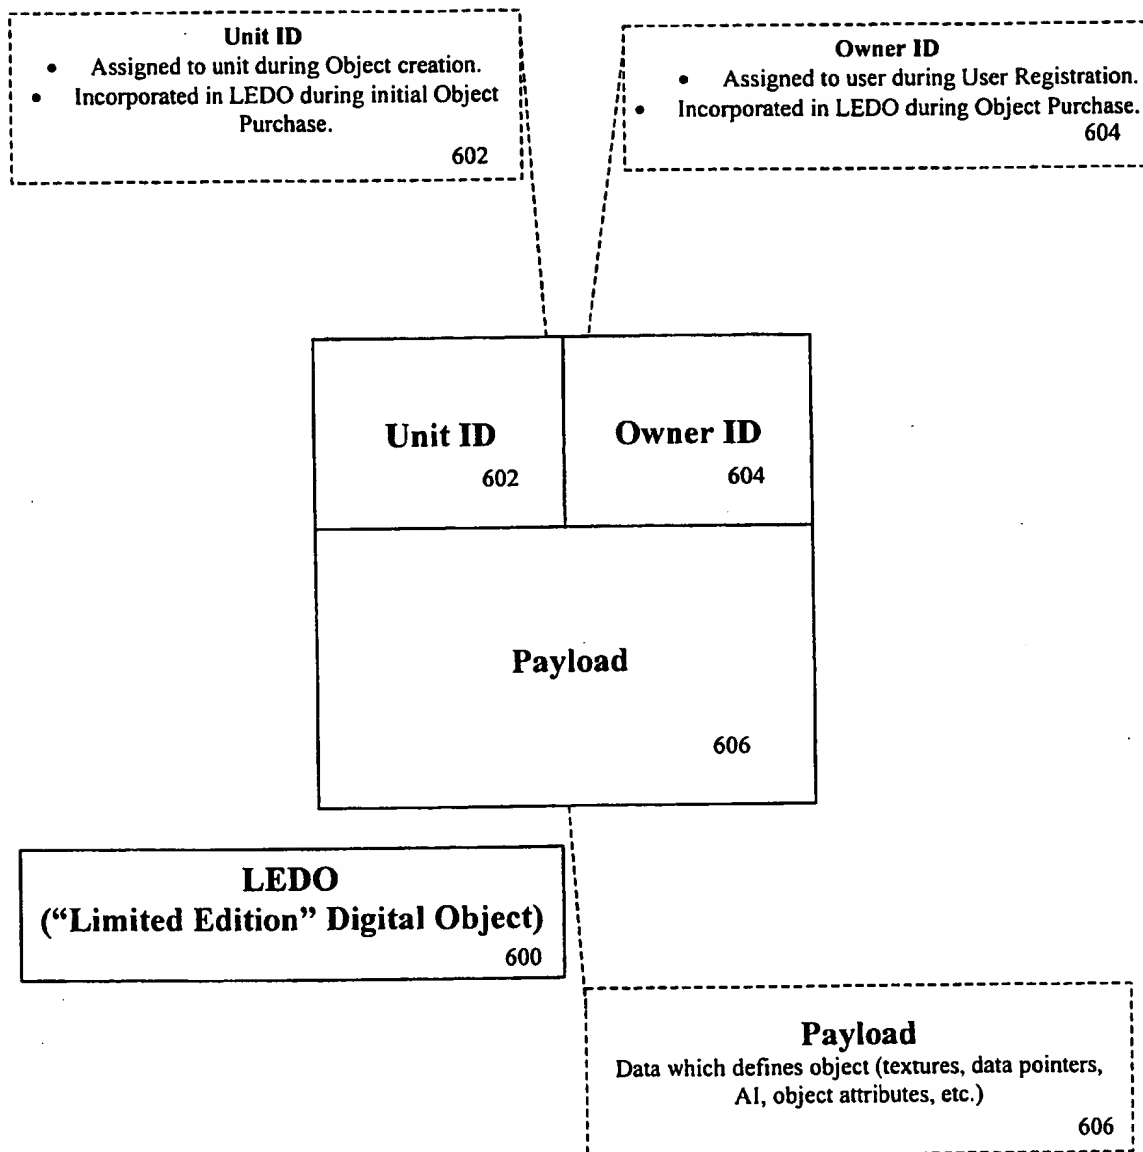 Unit ID
• Assigned to unit during Object creation.
• Incorporated in LEDO during initial Object
Purchase.
602
Owner ID
• Assigned to user during User Registration.
• Incorporated in LEDO during Object Purchase.
604
Unit ID
602
Owner ID
604
Payload
606
LEDO
(“Limited Edition” Digital Object)
600
Payload
Data which defines object (textures, data pointers,
AI, object attributes, etc.)
606